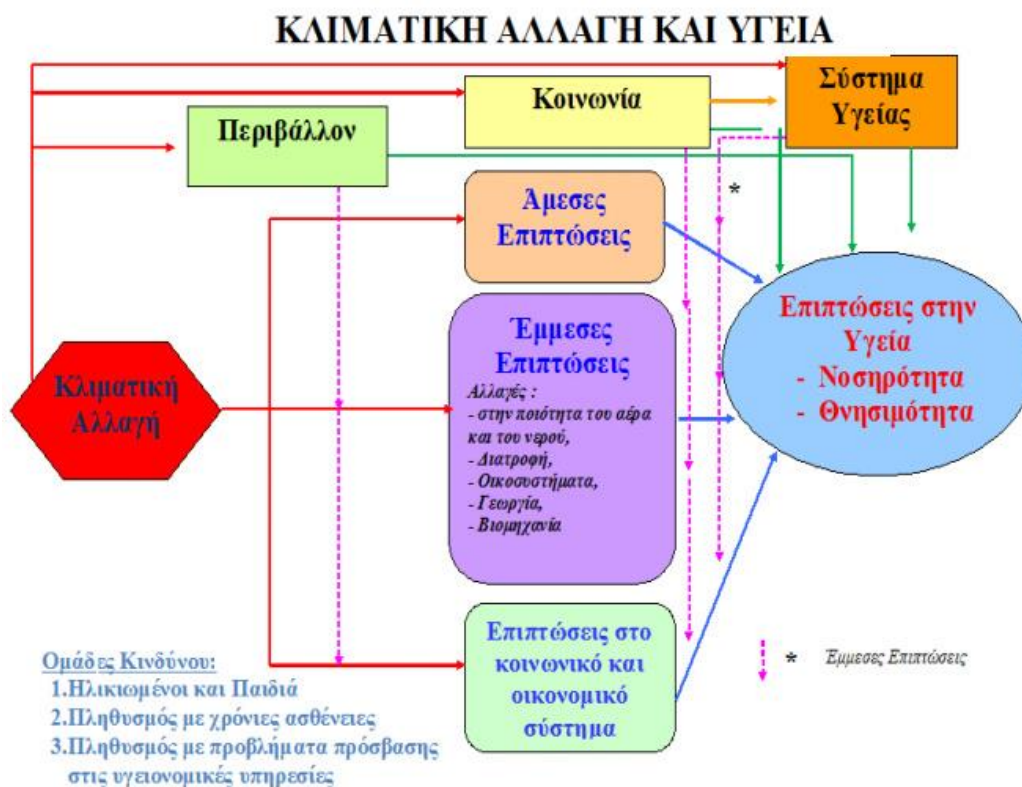 ΚΛΙΜΑΤΙΚΗ ΑΛΛΑΓΗ ΚΑΙ ΥΓΕΙΑ
Σύστημα
Υγείας
Κοινωνία
Περιβάλλον
*
Άμεσες
Επιπτώσεις
Έμμεσες
Επιπτώσεις
Αλλαγές :
- στην ποιότητα του αέρα
και του νερού,
- Διατροφή,
- Οικοσυστήματα,
- Γεωργία,
- Βιομηχανία
Επιπτώσεις στην
Υγεία
- Νοσηρότητα
- Θνησιμότητα
Κλιματική
Αλλαγή
Επιπτώσεις στο
κοινωνικό και
οικονομικό
σύστημα
* Έμμεσες Επιπτώσεις
Ομάδες Κινδύνου:
1.Ηλικιωμένοι και Παιδιά
2.Πληθυσμός με χρόνιες ασθένειες
3.Πληθυσμός με προβλήματα πρόσβασης
στις υγειονομικές υπηρεσίες